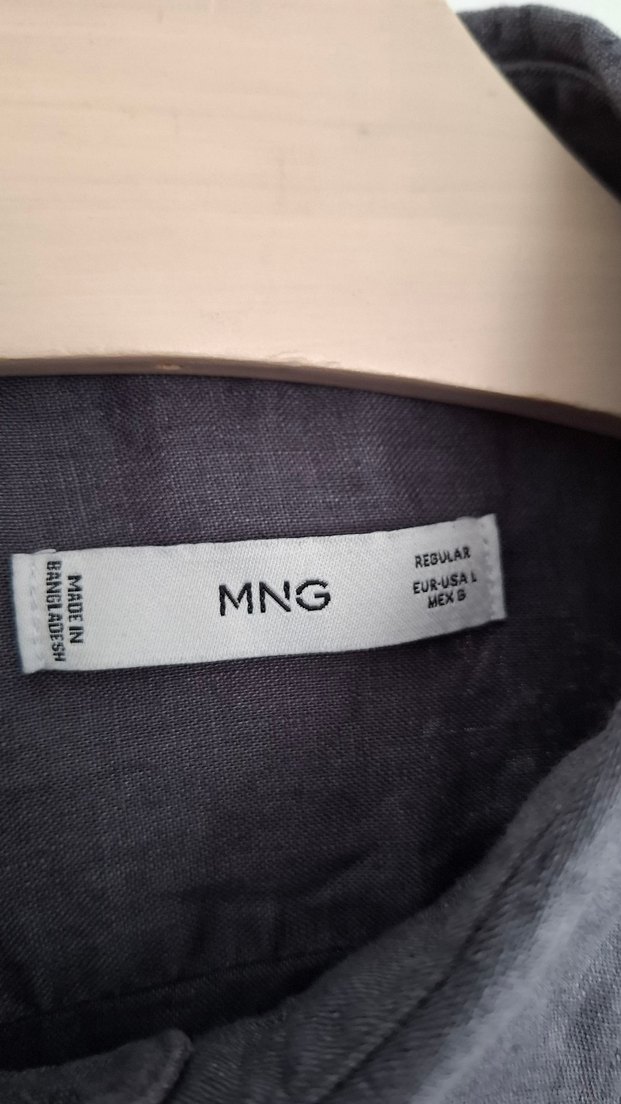 MADE IN
BANGLADESH
MNG
REGULAR
EUR-USA L
MEX G